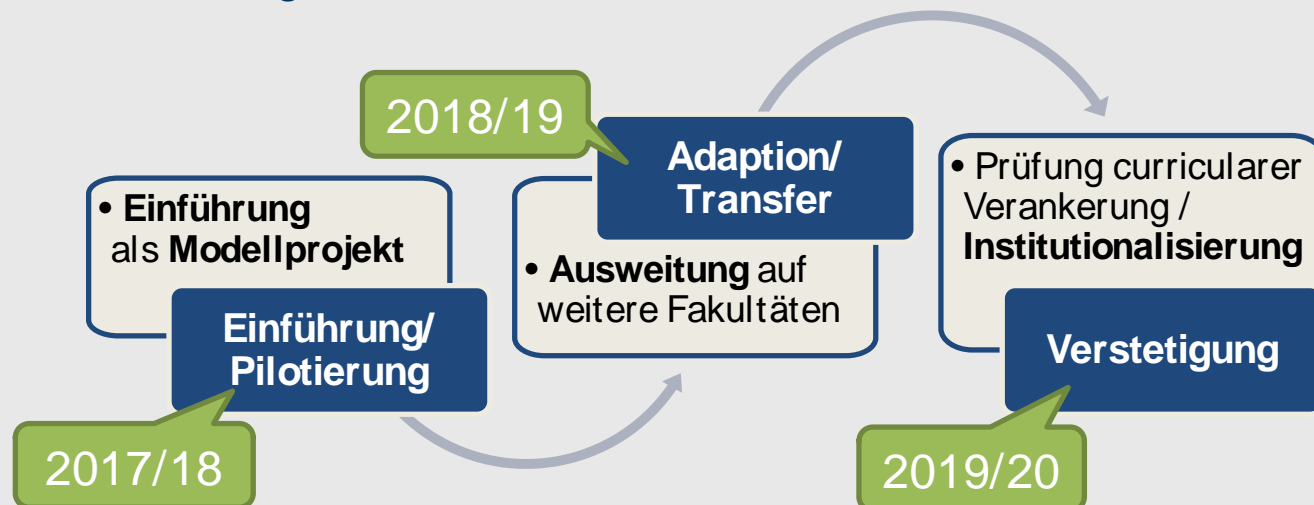 • Einführung
als Modellprojekt
Einführung/
Pilotierung
2017/18
2018/19
Adaption/
Transfer
• Ausweitung auf
weitere Fakultäten
• Prüfung curricularer
Verankerung /
Institutionalisierung
Verstetigung
2019/20